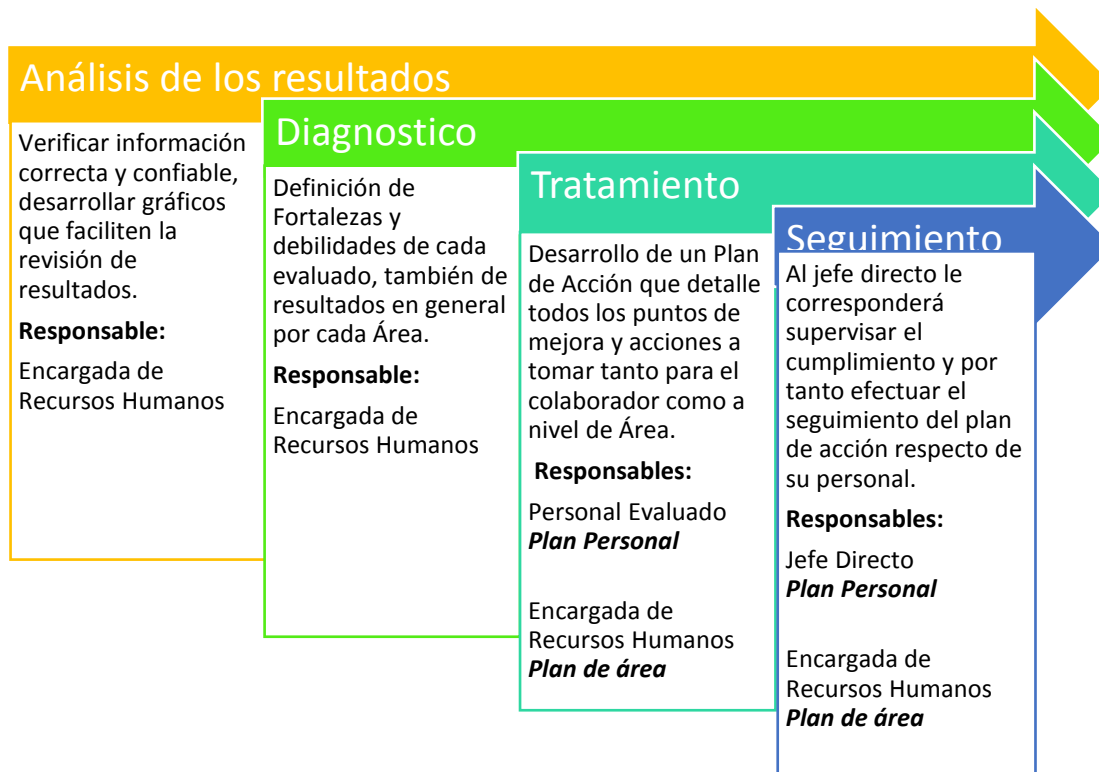 Análisis de los resultados
Verificar información
correcta y confiable,
desarrollar gráficos
que faciliten la
revisión de
resultados.
Responsable:
Encargada de
Recursos Humanos
Diagnostico
Definición de
Fortalezas y
debilidades de cada
evaluado, también de
resultados en general
por cada Área.
Responsable:
Encargada de
Recursos Humanos
Tratamiento
Desarrollo de un Plan
de Acción que detalle
todos los puntos de
mejora y acciones a
tomar tanto para el
colaborador como a
nivel de Área.
Responsables:
Personal Evaluado
Plan Personal
Encargada de
Recursos Humanos
Plan de área
Seguimiento
Al jefe directo le
corresponderá
supervisar el
cumplimiento y por
tanto efectuar el
seguimiento del plan
de acción respecto de
su personal.
Responsables:
Jefe Directo
Plan Personal
Encargada de
Recursos Humanos
Plan de área